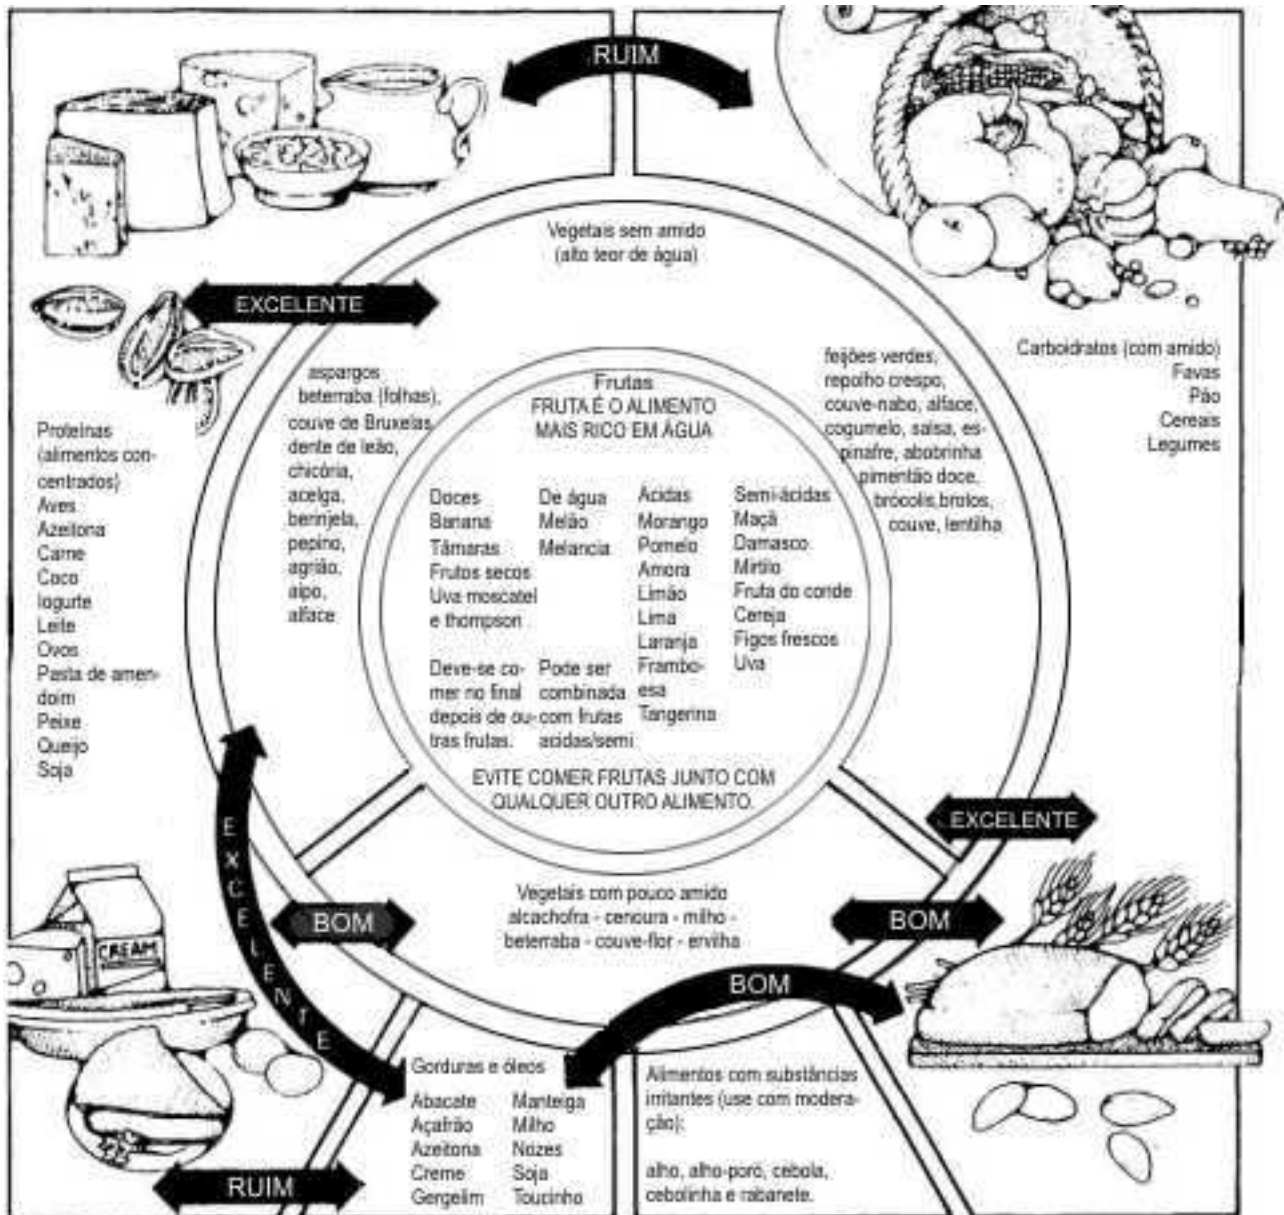 RUIM
Vegetais sem amido
(alto teor de água)
EXCELENTE
aspargos
beterraba (folhas),
couve de Bruxelas,
dente de leão,
chicória,
acelga,
berinjela,
pepino,
agrião,
aipo,
alface
feijões verdes,
repolho crespo,
couve-nabo, alface,
cogumelo, salsa, es-
pinafre, abobrinha
pimentão doce,
brócolis,brotos,
couve, lentilha
Carboidratos (com amido)
Favas
Pão
Cereais
Legumes
Proteínas
(alimentos con-
centrados)
Aves
Azeitona
Carne
Coco
Iogurte
Leite
Ovos
Pasta de amen-
doim
Peixe
Queijo
Soja
Frutas
FRUTA É O ALIMENTO
MAIS RICO EM ÁGUA
Doces
Banana
Tâmaras
Frutos secos
Uva moscatel
e thompson
Deve-se co-
mer no final
depois de ou-
tras frutas.
De água
Melão
Melancia
Pode ser
combinada
com frutas
acidas/semi
Ácidas
Morango
Pomelo
Amora
Limão
Lima
Laranja
Frambo-
esa
Tangerina
Semi-ácidas
Maçã
Damasco
Mirtilo
Fruta do conde
Cereja
Figos frescos
Uva
EVITE COMER FRUTAS JUNTO COM
QUALQUER OUTRO ALIMENTO.
EXCELENTE
EXCELENTE
Vegetais com pouco amido
alcachofra - cenoura - milho -
beterraba - couve-flor - ervilha
BOM
BOM
BOM
CREAM
Gorduras e óleos
Abacate
Açafrão
Azeitona
Creme
Gergelim
Manteiga
Milho
Nozes
Soja
Toucinho
Alimentos com substâncias
irritantes (use com modera-
ção):
alho, alho-poró, cebola,
cebolinha e rabanete.
RUIM